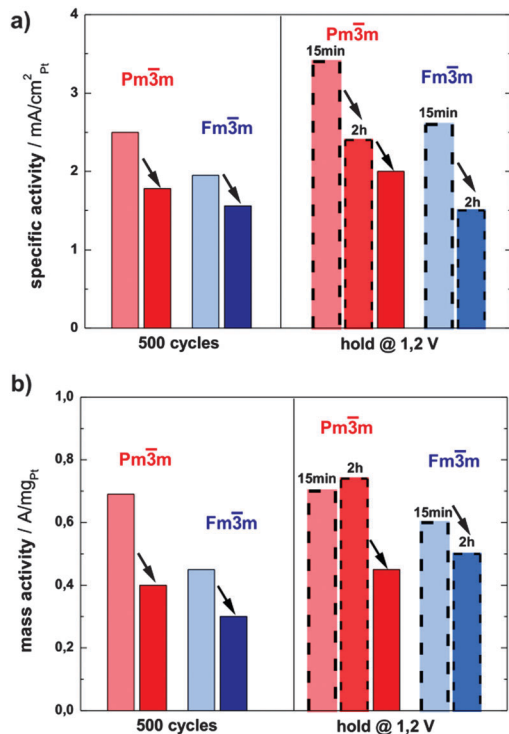 a)
specific activity / mA/cm²Pt
4
3
2
1
0
Pm3̅m
Fm3̅m
15min
Pm3̅m
2h
Fm3̅m
15min
2h
500 cycles
hold @ 1,2 V
b)
mass activity / A/mgPt
1,0
0,8
0,6
0,4
0,2
0,0
Pm3̅m
Fm3̅m
Pm3̅m
15min
2h
Fm3̅m
15min
2h
500 cycles
hold @ 1,2 V